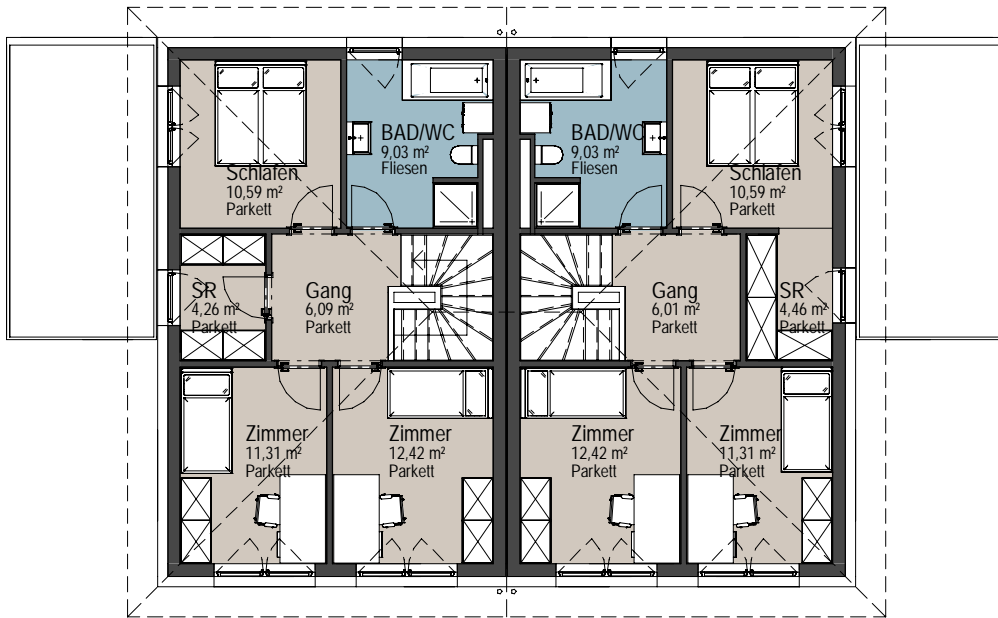 BAD/WC
9,03 m²
Fliesen
BAD/WC
9,03 m²
Fliesen
Schlafen
10,59 m²
Parkett
Schlafen
10,59 m²
Parkett
SR
4,26 m²
Parkett
Gang
6,09 m²
Parkett
Gang
6,01 m²
Parkett
SR
4,46 m²
Parkett
Zimmer
11,31 m²
Parkett
Zimmer
12,42 m²
Parkett
Zimmer
12,42 m²
Parkett
Zimmer
11,31 m²
Parkett